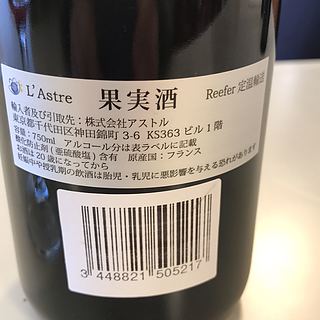 L'Astre 果実酒 Reefer 定温輸送
輸入者及び引取先：株式会社アストル
東京都千代田区神田錦町 3-6 KS363 ビル 1 階
容量：750ml アルコール分は表ラベルに記載
酸化防止剤（亜硫酸塩）含有 原産国：フランス
お酒は 20 歳になってから
妊娠中や授乳期の飲酒は胎児・乳児に悪影響を与える恐れがあります
3 448821 505217